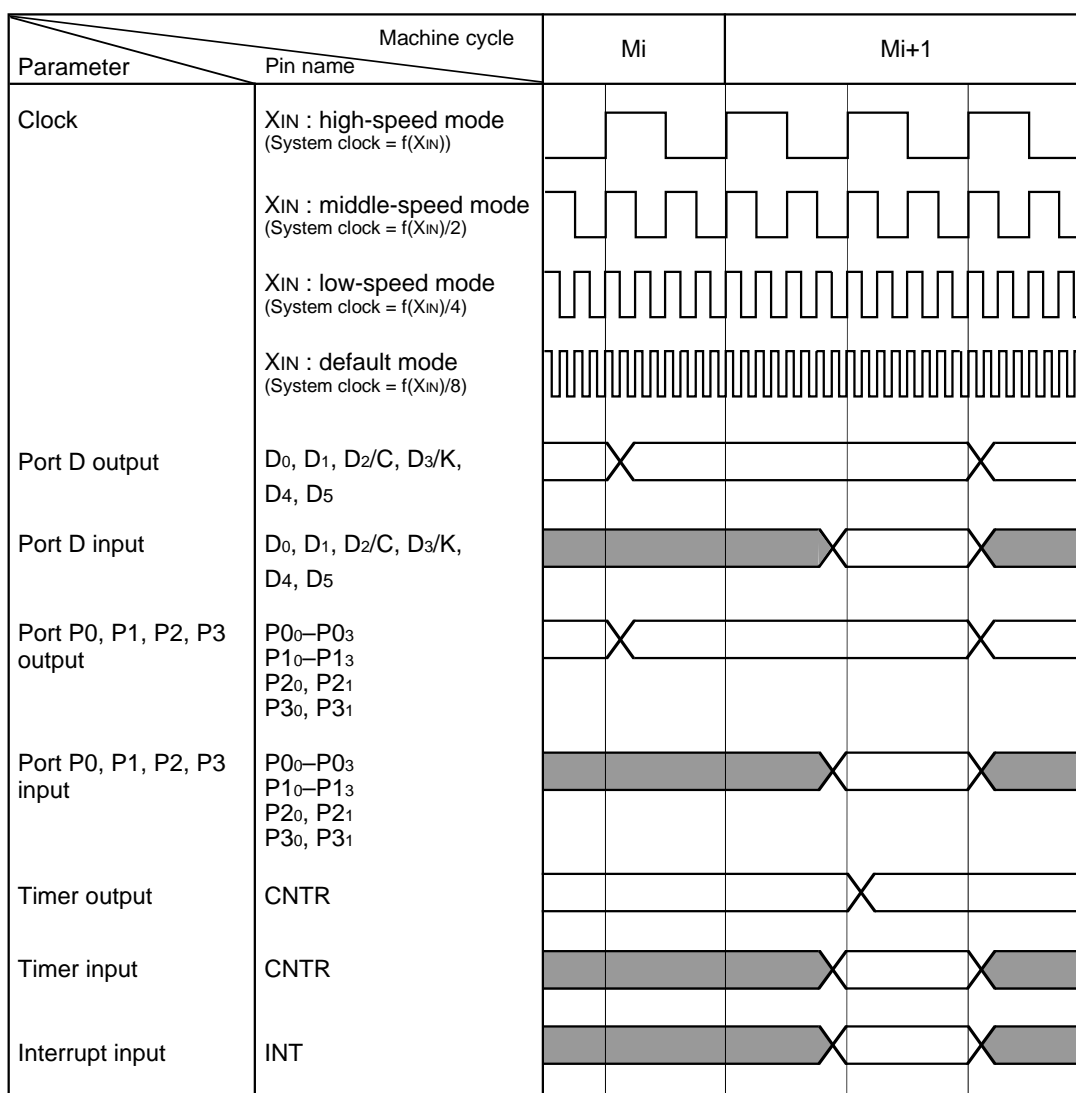 Machine cycle
Parameter
Pin name
Mi
Mi+1
Clock
XIN : high-speed mode
(System clock = f(XIN))
XIN : middle-speed mode
(System clock = f(XIN)/2)
XIN : low-speed mode
(System clock = f(XIN)/4)
XIN : default mode
(System clock = f(XIN)/8)
Port D output
D0, D1, D2/C, D3/K,
D4, D5
Port D input
D0, D1, D2/C, D3/K,
D4, D5
Port P0, P1, P2, P3
output
P00–P03
P10–P13
P20, P21
P30, P31
Port P0, P1, P2, P3
input
P00–P03
P10–P13
P20, P21
P30, P31
Timer output
CNTR
Timer input
CNTR
Interrupt input
INT